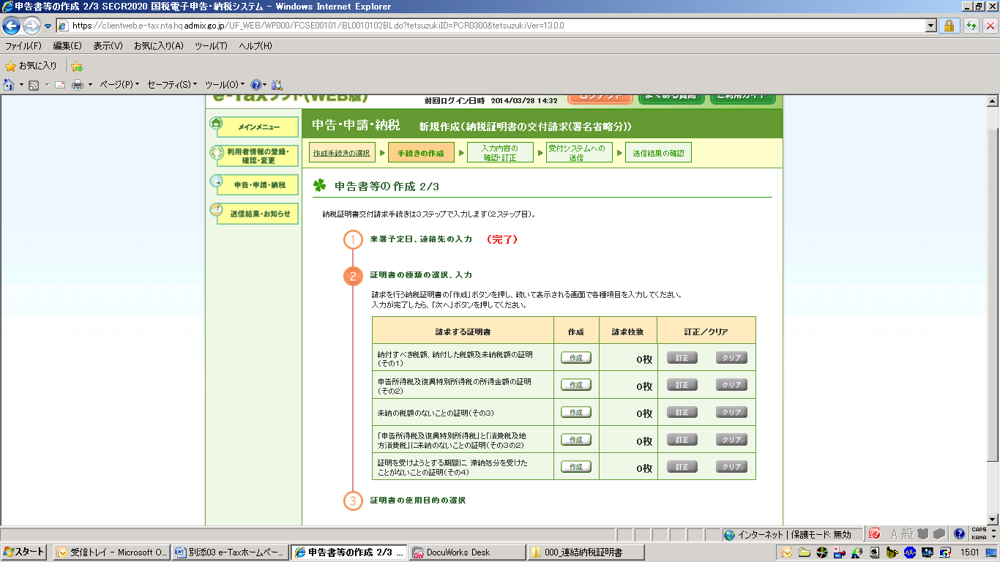 申告書等の作成 2/3 SECR2020 国税電子申告・納税システム - Windows Internet Explorer
https://clientweb.e-tax.nta.hq.admix.go.jp/UF_WEB/WP000/FCSE00101/BL0010102BL.do?tetsuzukiID=PCR0300&tetsuzukiVer=13.0.0
ファイル(F) 編集(E) 表示(V) お気に入り(A) ツール(T) ヘルプ(H)
お気に入り
ページ(P) セーフティ(S) ツール(O)
e-Taxソフト(WEB版)
前回ログイン日時 2014/03/28 14:32
ログアウト よくある質問 ご利用ガイド
メインメニュー
利用者情報の登録・
確認・変更
申告・申請・納税
送信結果・お知らせ
申告・申請・納税 新規作成(納税証明書の交付請求(署名省略分))
作成手続きの選択
手続きの作成
入力内容の
確認・訂正
受付システムへの
送信
送信結果の確認
申告書等の作成 2/3
納税証明書交付請求手続きは3ステップで入力します(2ステップ目)。
1 来署予定日、連絡先の入力 (完了)
2 証明書の種類の選択、入力
請求を行う納税証明書の「作成」ボタンを押し、続いて表示される画面で各種項目を入力してください。
入力が完了したら、「次へ」ボタンを押してください。
請求する証明書 作成 請求枚数 訂正/クリア
納付すべき税額、納付した税額及未納税額の証明
(その1)
作成 0枚 訂正 クリア
申告所得税及復興特別所得税の所得金額の証明
(その2)
作成 0枚 訂正 クリア
未納の税額のないことの証明(その3) 作成 0枚 訂正 クリア
「申告所得税及復興特別所得税」と「消費税及地
方消費税」に未納のないことの証明(その3の2)
作成 0枚 訂正 クリア
証明を受けようとする期間に、滞納処分を受けた
ことがないことの証明(その4)
作成 0枚 訂正 クリア
3 証明書の使用目的の選択
インターネット | 保護モード: 無効
A 般
CAPS
KANA
スタート
受信トレイ - Microsoft O...
別添03 e-Taxホームペー...
申告書等の作成 2/3 ...
DocuWorks Desk
000_連結納税証明書
15:01